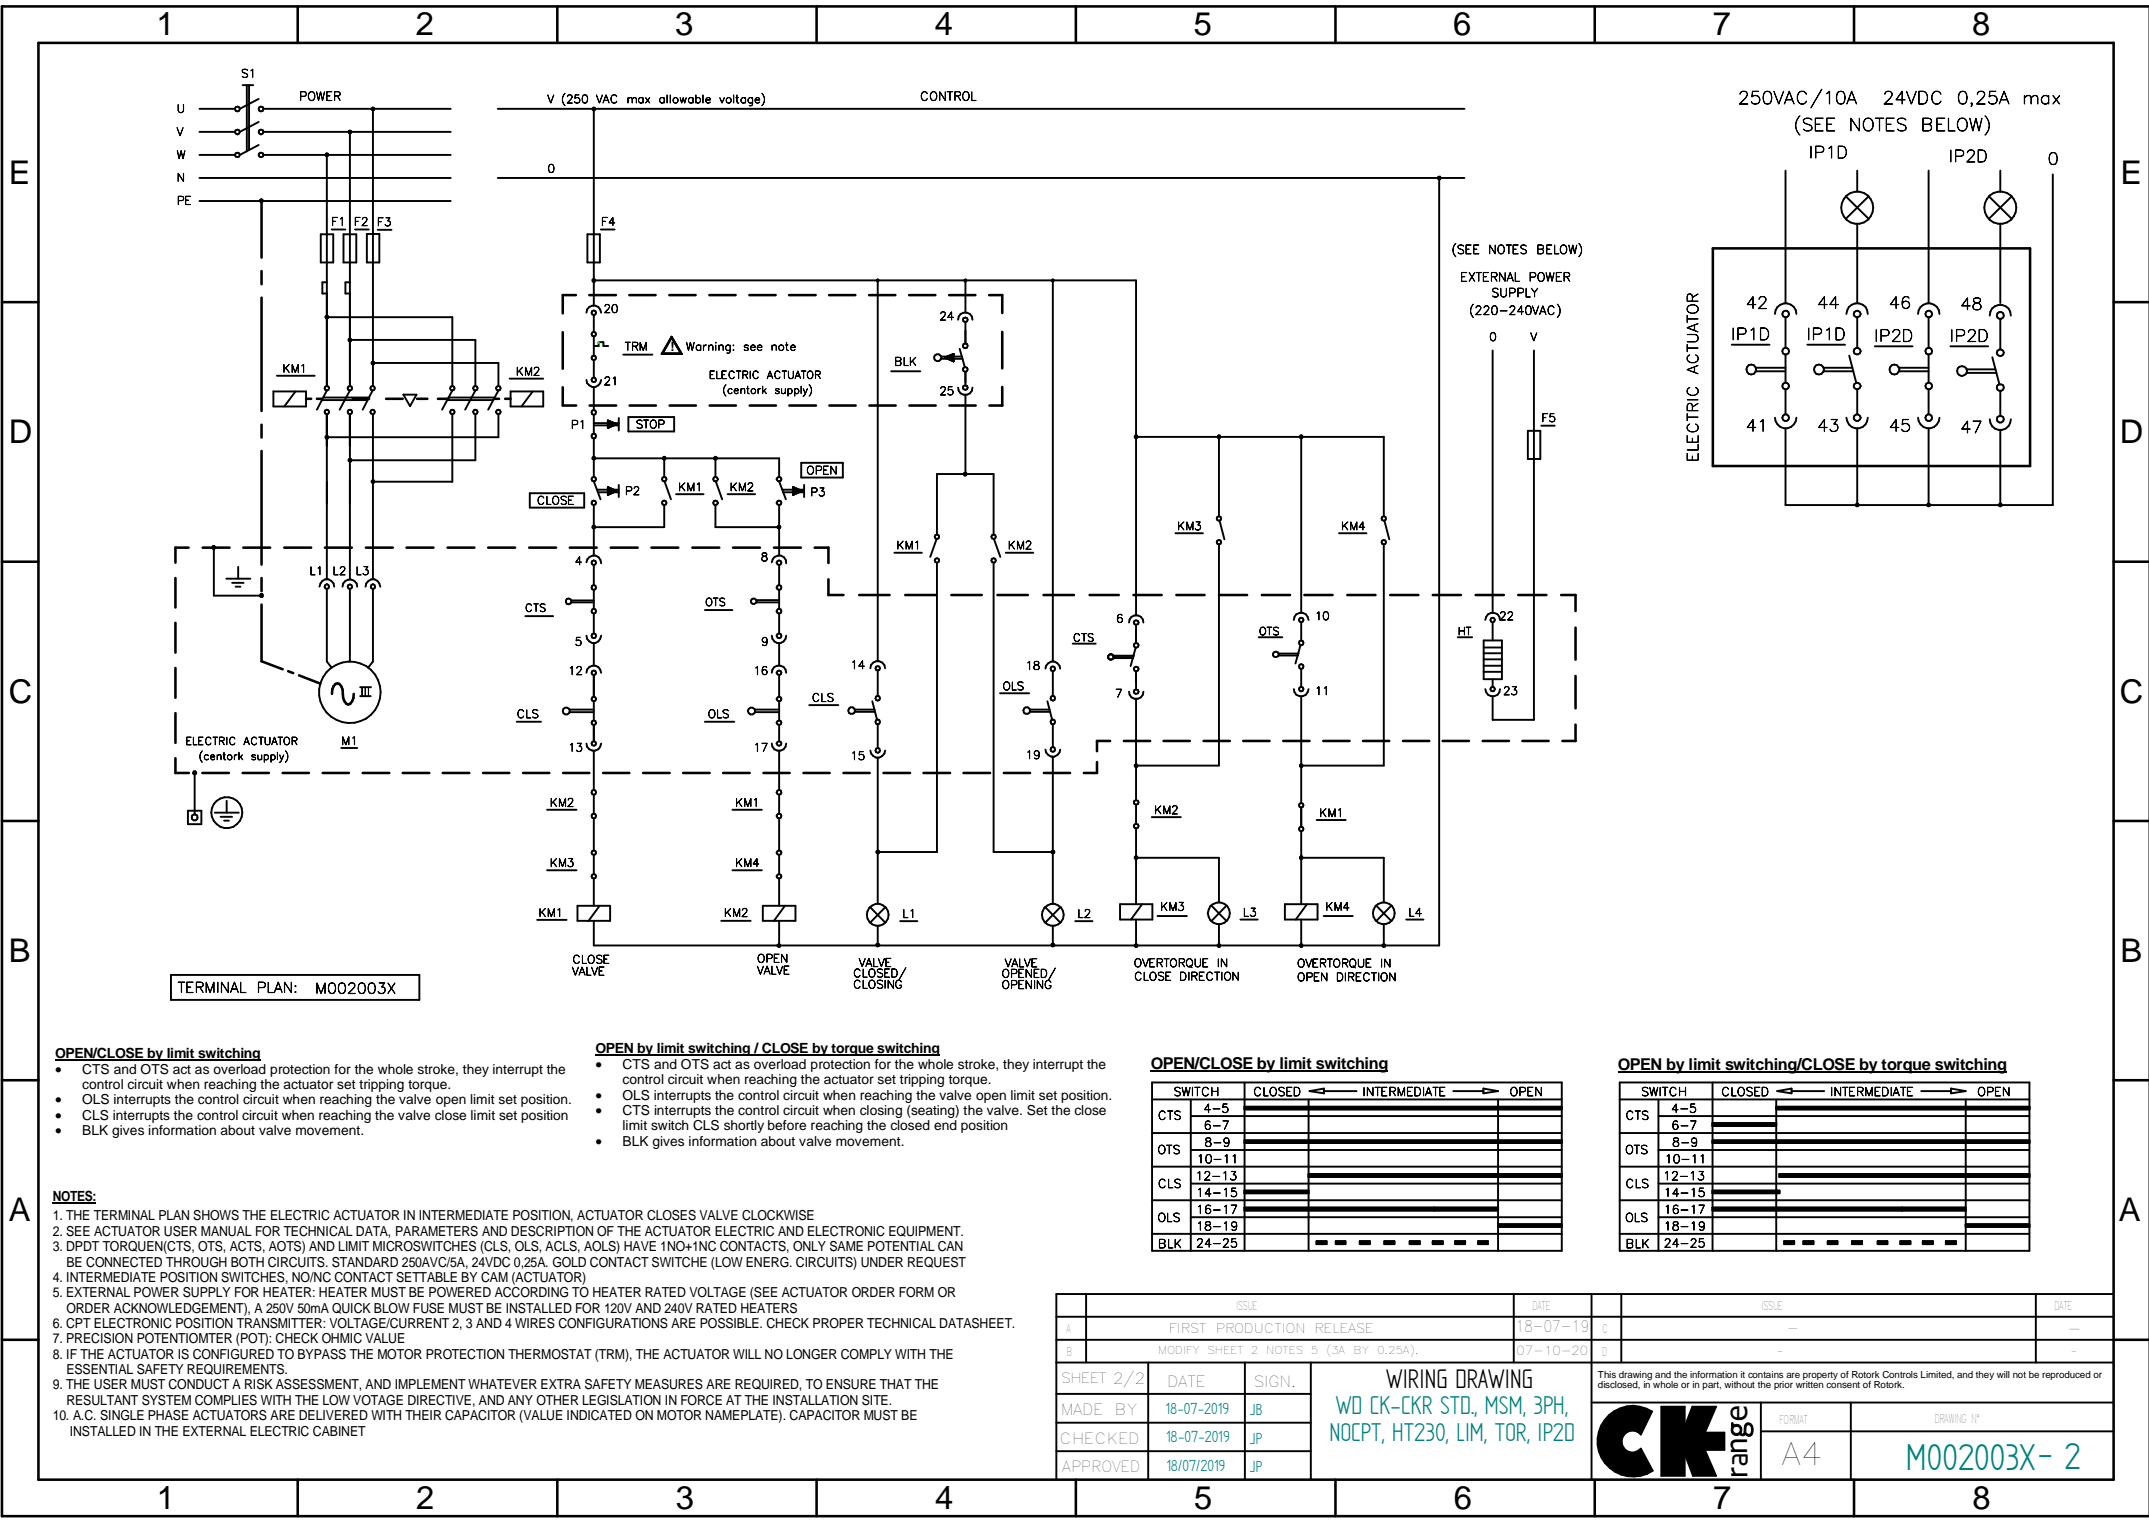 1 2 3 4 5 6 7 8
E
D
C
B
A
E
D
C
B
A
S1
POWER
U
V
W
N
PE
V (250 VAC max allowable voltage)
CONTROL
0
F1 F2 F3
F4
KM1
KM2
20
TRM
Warning: see note
21
ELECTRIC ACTUATOR
(centork supply)
24
BLK
25
P1 STOP
CLOSE
P2
KM1
KM2
OPEN
P3
KM1
KM2
KM3
KM4
(SEE NOTES BELOW)
EXTERNAL POWER
SUPPLY
(220-240VAC)
0 V
F5
250VAC/10A 24VDC 0,25A max
(SEE NOTES BELOW)
IP1D IP2D 0
ELECTRIC ACTUATOR
42 44 46 48
IP1D IP1D IP2D IP2D
41 43 45 47
L1 L2 L3
M1
III
ELECTRIC ACTUATOR
(centork supply)
4
CTS
5
12
CLS
13
8
OTS
9
16
OLS
17
14
CLS
15
18
OLS
19
6
CTS
7
10
OTS
11
HT
22
23
KM2
KM1
KM2
KM1
KM3
KM4
KM1
KM2
L1
L2
KM3
L3
KM4
L4
CLOSE
VALVE
OPEN
VALVE
VALVE
CLOSED/
CLOSING
VALVE
OPENED/
OPENING
OVERTORQUE IN
CLOSE DIRECTION
OVERTORQUE IN
OPEN DIRECTION
TERMINAL PLAN: M002003X
OPEN/CLOSE by limit switching
• CTS and OTS act as overload protection for the whole stroke, they interrupt the
control circuit when reaching the actuator set tripping torque.
• OLS interrupts the control circuit when reaching the valve open limit set position.
• CLS interrupts the control circuit when reaching the valve close limit set position
• BLK gives information about valve movement.
OPEN by limit switching / CLOSE by torque switching
• CTS and OTS act as overload protection for the whole stroke, they interrupt the
control circuit when reaching the actuator set tripping torque.
• OLS interrupts the control circuit when reaching the valve open limit set position.
• CTS interrupts the control circuit when closing (seating) the valve. Set the close
limit switch CLS shortly before reaching the closed end position
• BLK gives information about valve movement.
OPEN/CLOSE by limit switching
SWITCH CLOSED INTERMEDIATE OPEN
CTS 4-5
6-7
OTS 8-9
10-11
CLS 12-13
14-15
OLS 16-17
18-19
BLK 24-25
OPEN by limit switching/CLOSE by torque switching
SWITCH CLOSED INTERMEDIATE OPEN
CTS 4-5
6-7
OTS 8-9
10-11
CLS 12-13
14-15
OLS 16-17
18-19
BLK 24-25
NOTES:
1. THE TERMINAL PLAN SHOWS THE ELECTRIC ACTUATOR IN INTERMEDIATE POSITION, ACTUATOR CLOSES VALVE CLOCKWISE
2. SEE ACTUATOR USER MANUAL FOR TECHNICAL DATA, PARAMETERS AND DESCRIPTION OF THE ACTUATOR ELECTRIC AND ELECTRONIC EQUIPMENT.
3. DPDT TORQUEN(CTS, OTS, ACTS, AOTS) AND LIMIT MICROSWITCHES (CLS, OLS, ACLS, AOLS) HAVE 1NO+1NC CONTACTS, ONLY SAME POTENTIAL CAN
BE CONNECTED THROUGH BOTH CIRCUITS. STANDARD 250AVC/5A, 24VDC 0,25A. GOLD CONTACT SWITCHE (LOW ENERG. CIRCUITS) UNDER REQUEST
4. INTERMEDIATE POSITION SWITCHES, NO/NC CONTACT SETTABLE BY CAM (ACTUATOR)
5. EXTERNAL POWER SUPPLY FOR HEATER: HEATER MUST BE POWERED ACCORDING TO HEATER RATED VOLTAGE (SEE ACTUATOR ORDER FORM OR
ORDER ACKNOWLEDGEMENT), A 250V 50mA QUICK BLOW FUSE MUST BE INSTALLED FOR 120V AND 240V RATED HEATERS
6. CPT ELECTRONIC POSITION TRANSMITTER: VOLTAGE/CURRENT 2, 3 AND 4 WIRES CONFIGURATIONS ARE POSSIBLE. CHECK PROPER TECHNICAL DATASHEET.
7. PRECISION POTENTIOMTER (POT): CHECK OHMIC VALUE
8. IF THE ACTUATOR IS CONFIGURED TO BYPASS THE MOTOR PROTECTION THERMOSTAT (TRM), THE ACTUATOR WILL NO LONGER COMPLY WITH THE
ESSENTIAL SAFETY REQUIREMENTS.
9. THE USER MUST CONDUCT A RISK ASSESSMENT, AND IMPLEMENT WHATEVER EXTRA SAFETY MEASURES ARE REQUIRED, TO ENSURE THAT THE
RESULTANT SYSTEM COMPLIES WITH THE LOW VOTAGE DIRECTIVE, AND ANY OTHER LEGISLATION IN FORCE AT THE INSTALLATION SITE.
10. A.C. SINGLE PHASE ACTUATORS ARE DELIVERED WITH THEIR CAPACITOR (VALUE INDICATED ON MOTOR NAMEPLATE). CAPACITOR MUST BE
INSTALLED IN THE EXTERNAL ELECTRIC CABINET
ISSUE DATE ISSUE DATE
A FIRST PRODUCTION RELEASE 18-07-19 C - -
B MODIFY SHEET 2 NOTES 5 (3A BY 0.25A). 07-10-20 D - -
SHEET 2/2 DATE SIGN.
MADE BY 18-07-2019 JB
CHECKED 18-07-2019 JP
APPROVED 18/07/2019 JP
WIRING DRAWING
WD CK-CKR STD., MSM, 3PH,
NOCPT, HT230, LIM, TOR, IP2D
This drawing and the information it contains are property of Rotork Controls Limited, and they will not be reproduced or
disclosed, in whole or in part, without the prior written consent of Rotork.
CK range
FORMAT
A4
DRAWING Nº
M002003X- 2
1 2 3 4 5 6 7 8